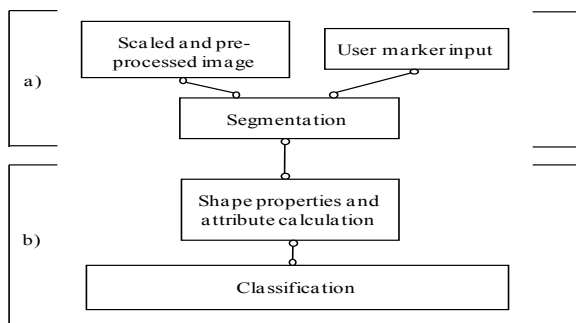 Scaled and pre-
processed image
User marker input
a)
Segmentation
Shape properties and
attribute calculation
b)
Classification